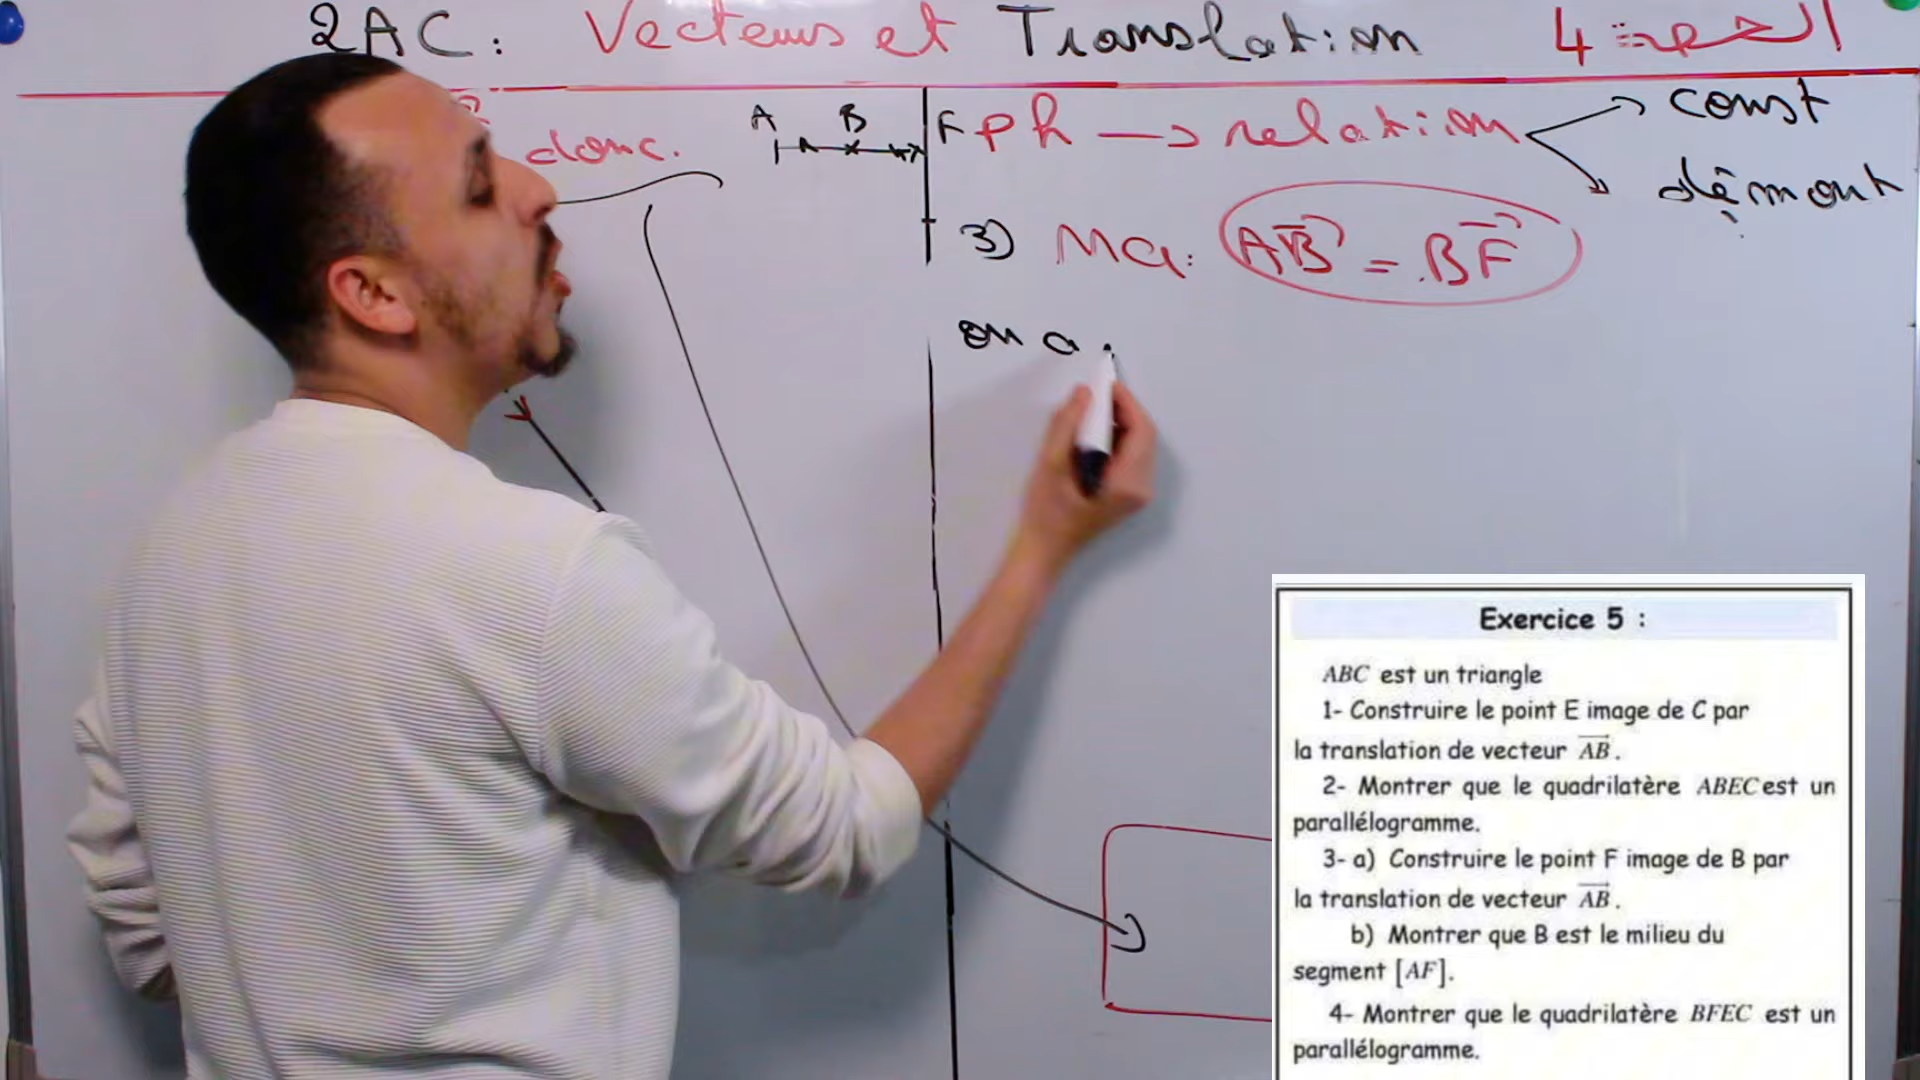 2AC: Vecteurs et Translation الحصة 4
donc.
A B F
ph → relation
const
démont
3) Mq: AB = BF
on a
Exercice 5 :
ABC est un triangle
1- Construire le point E image de C par
la translation de vecteur AB .
2- Montrer que le quadrilatère ABEC est un
parallélogramme.
3- a) Construire le point F image de B par
la translation de vecteur AB .
b) Montrer que B est le milieu du
segment [AF].
4- Montrer que le quadrilatère BFEC est un
parallélogramme.